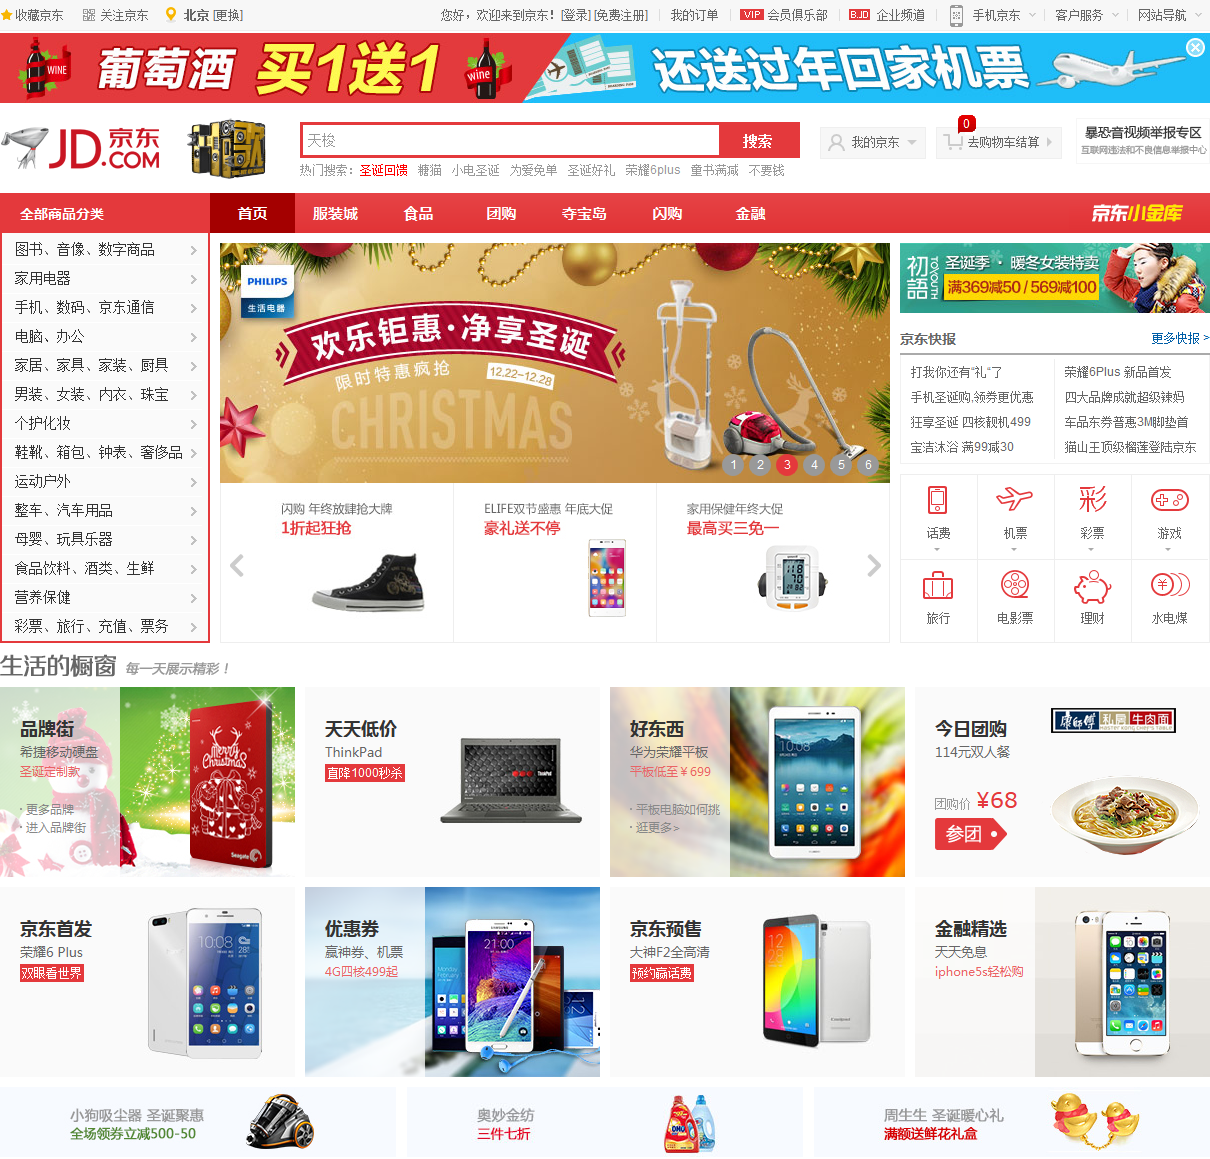 收藏京东 关注京东 北京 [更换] 您好，欢迎来到京东！[登录] [免费注册] 我的订单 VIP 会员俱乐部 B.JD 企业频道 手机京东 客户服务 网站导航
WINE 葡萄酒 买1送1 wine 还送过年回家机票
JD.京东 .COM
天梭 搜索 我的京东 0 去购物车结算 暴恐音视频举报专区
互联网违法和不良信息举报中心
热门搜索： 圣诞回馈 糖猫 小电圣诞 为爱免单 圣诞好礼 荣耀6plus 童书满减 不要钱
全部商品分类 首页 服装城 食品 团购 夺宝岛 闪购 金融 京东小金库
图书、音像、数字商品
家用电器
手机、数码、京东通信
电脑、办公
家居、家具、家装、厨具
男装、女装、内衣、珠宝
个护化妆
鞋靴、箱包、钟表、奢侈品
运动户外
整车、汽车用品
母婴、玩具乐器
食品饮料、酒类、生鲜
营养保健
彩票、旅行、充值、票务
PHILIPS
生活电器
欢乐钜惠·净享圣诞
限时特惠疯抢 12.22-12.28
CHRISTMAS
1 2 3 4 5 6
闪购 年终放肆抢大牌
1折起狂抢
ELIFE双节盛惠 年底大促
豪礼送不停
家用保健年终大促
最高买三免一
初語 TOYOUTH
圣诞季·暖冬女装特卖
满369减50 / 569减100
京东快报 更多快报 >
打我你还有“礼“了 荣耀6Plus 新品首发
手机圣诞购,领券更优惠 四大品牌成就超级辣妈
狂享圣诞 四核靓机499 车品东券普惠3M脚垫首
宝洁沐浴 满99减30 猫山王顶级榴莲登陆京东
彩
话费 机票 彩票 游戏
旅行 电影票 理财 水电煤
生活的橱窗 每一天展示精彩！
品牌街
希捷移动硬盘
圣诞定制款
· 更多品牌
· 进入品牌街
Merry Christmas
Seagate
天天低价
ThinkPad
直降1000秒杀
好东西
华为荣耀平板
平板低至￥699
· 平板电脑如何挑
· 逛更多>
10:08
今日团购
114元双人餐
团购价 ¥68
参团
康師傅 私房牛肉面
京东首发
荣耀6 Plus
双眼看世界
10:08 28
优惠券
赢神券、机票
4G四核499起
21:00
京东预售
大神F2全高清
预约赢话费
Coolpad
金融精选
天天免息
iphone5s轻松购
小狗吸尘器 圣诞聚惠
全场领券立减500-50
奥妙金纺
三件七折
周生生 圣诞暖心礼
满额送鲜花礼盒